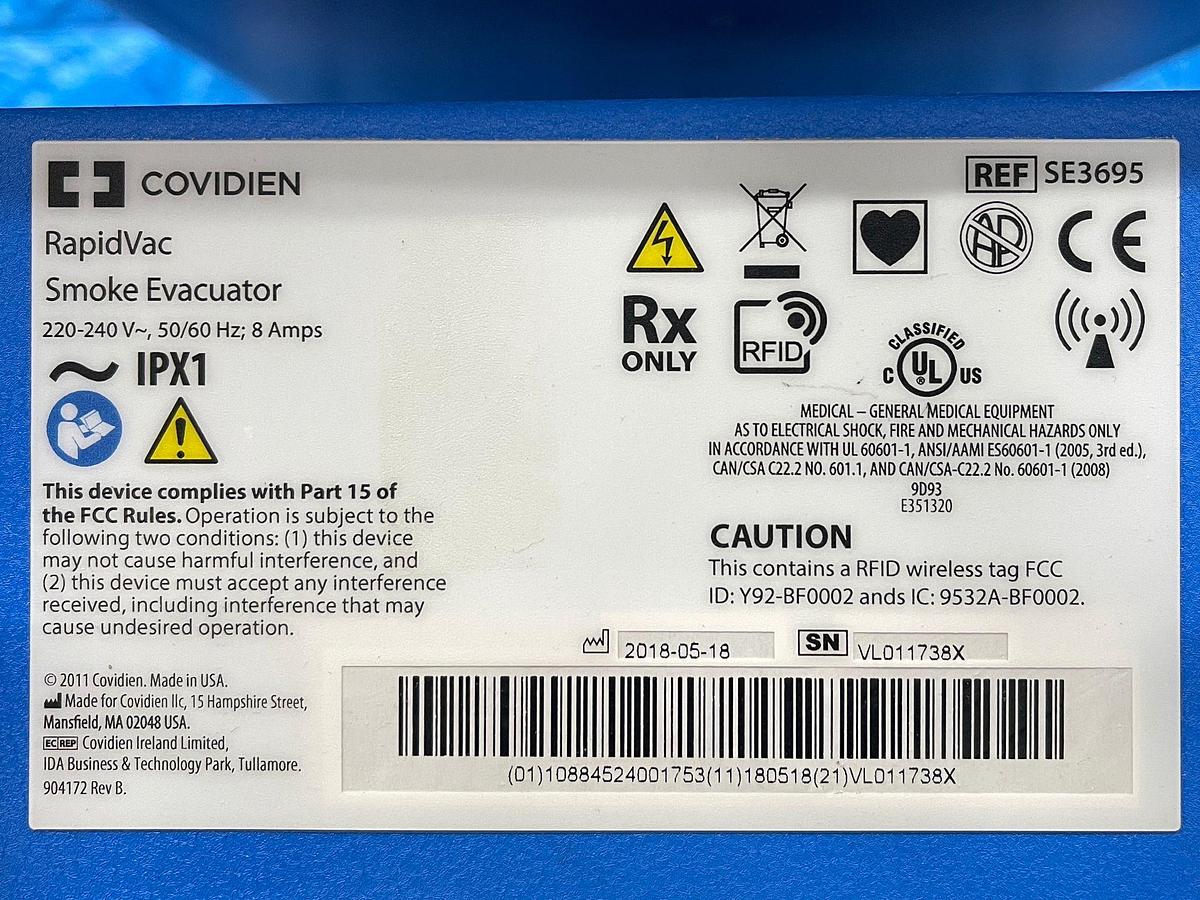 COVIDIEN
RapidVac
Smoke Evacuator
220-240 V~, 50/60 Hz; 8 Amps
IPX1
This device complies with Part 15 of
the FCC Rules. Operation is subject to the
following two conditions: (1) this device
may not cause harmful interference, and
(2) this device must accept any interference
received, including interference that may
cause undesired operation.
© 2011 Covidien. Made in USA.
Made for Covidien llc, 15 Hampshire Street,
Mansfield, MA 02048 USA.
EC REP Covidien Ireland Limited,
IDA Business & Technology Park, Tullamore.
904172 Rev B.
REF SE3695
AP
CE
Rx
ONLY
RFID
CLASSIFIED
C UL US
MEDICAL – GENERAL MEDICAL EQUIPMENT
AS TO ELECTRICAL SHOCK, FIRE AND MECHANICAL HAZARDS ONLY
IN ACCORDANCE WITH UL 60601-1, ANSI/AAMI ES60601-1 (2005, 3rd ed.),
CAN/CSA C22.2 NO. 601.1, AND CAN/CSA-C22.2 No. 60601-1 (2008)
9D93
E351320
CAUTION
This contains a RFID wireless tag FCC
ID: Y92-BF0002 ands IC: 9532A-BF0002.
2018-05-18
SN VL011738X
(01)10884524001753(11)180518(21)VL011738X